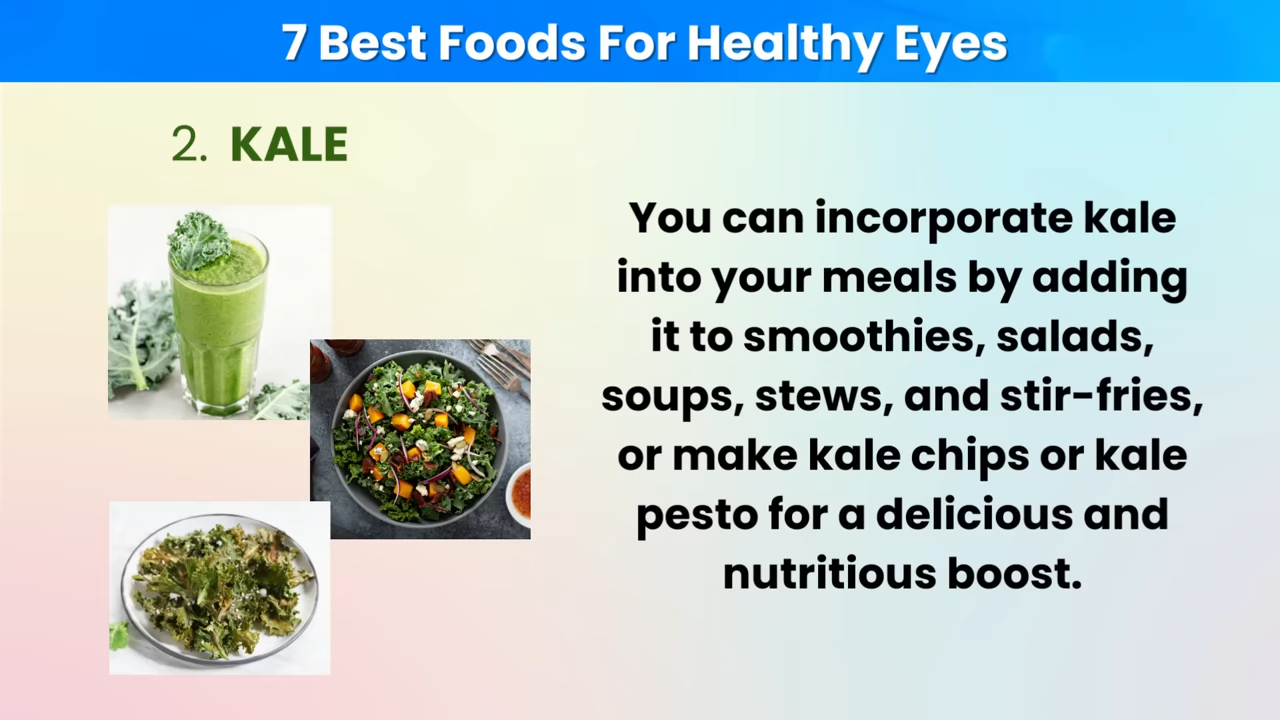 7 Best Foods For Healthy Eyes
2. KALE
You can incorporate kale
into your meals by adding
it to smoothies, salads,
soups, stews, and stir-fries,
or make kale chips or kale
pesto for a delicious and
nutritious boost.